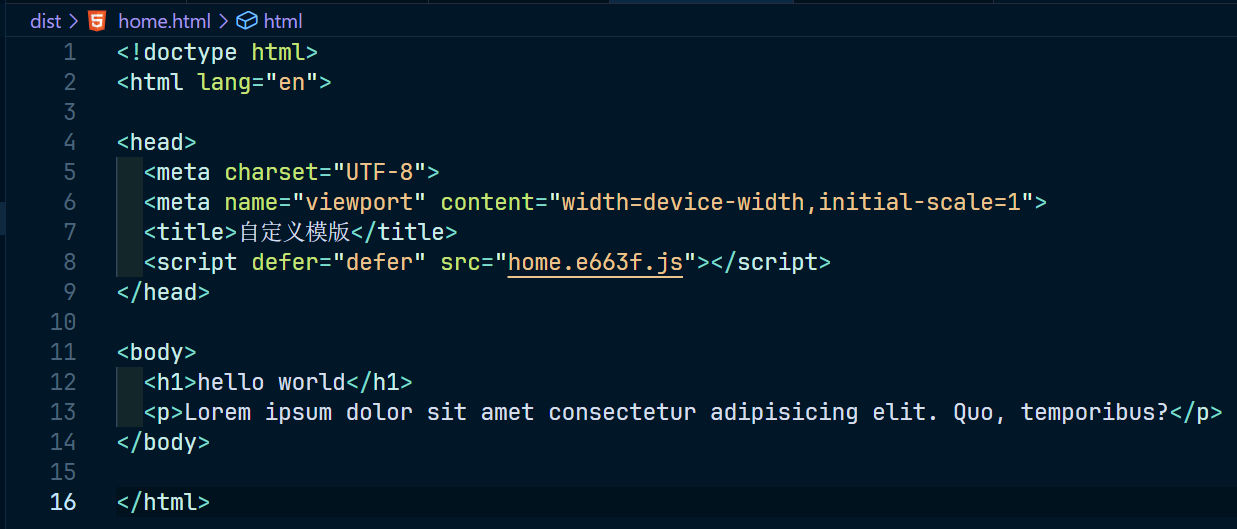 dist > home.html > html
1 <!doctype html>
2 <html lang="en">
3
4 <head>
5   <meta charset="UTF-8">
6   <meta name="viewport" content="width=device-width,initial-scale=1">
7   <title>自定义模版</title>
8   <script defer="defer" src="home.e663f.js"></script>
9 </head>
10
11 <body>
12   <h1>hello world</h1>
13   <p>Lorem ipsum dolor sit amet consectetur adipisicing elit. Quo, temporibus?</p>
14 </body>
15
16 </html>